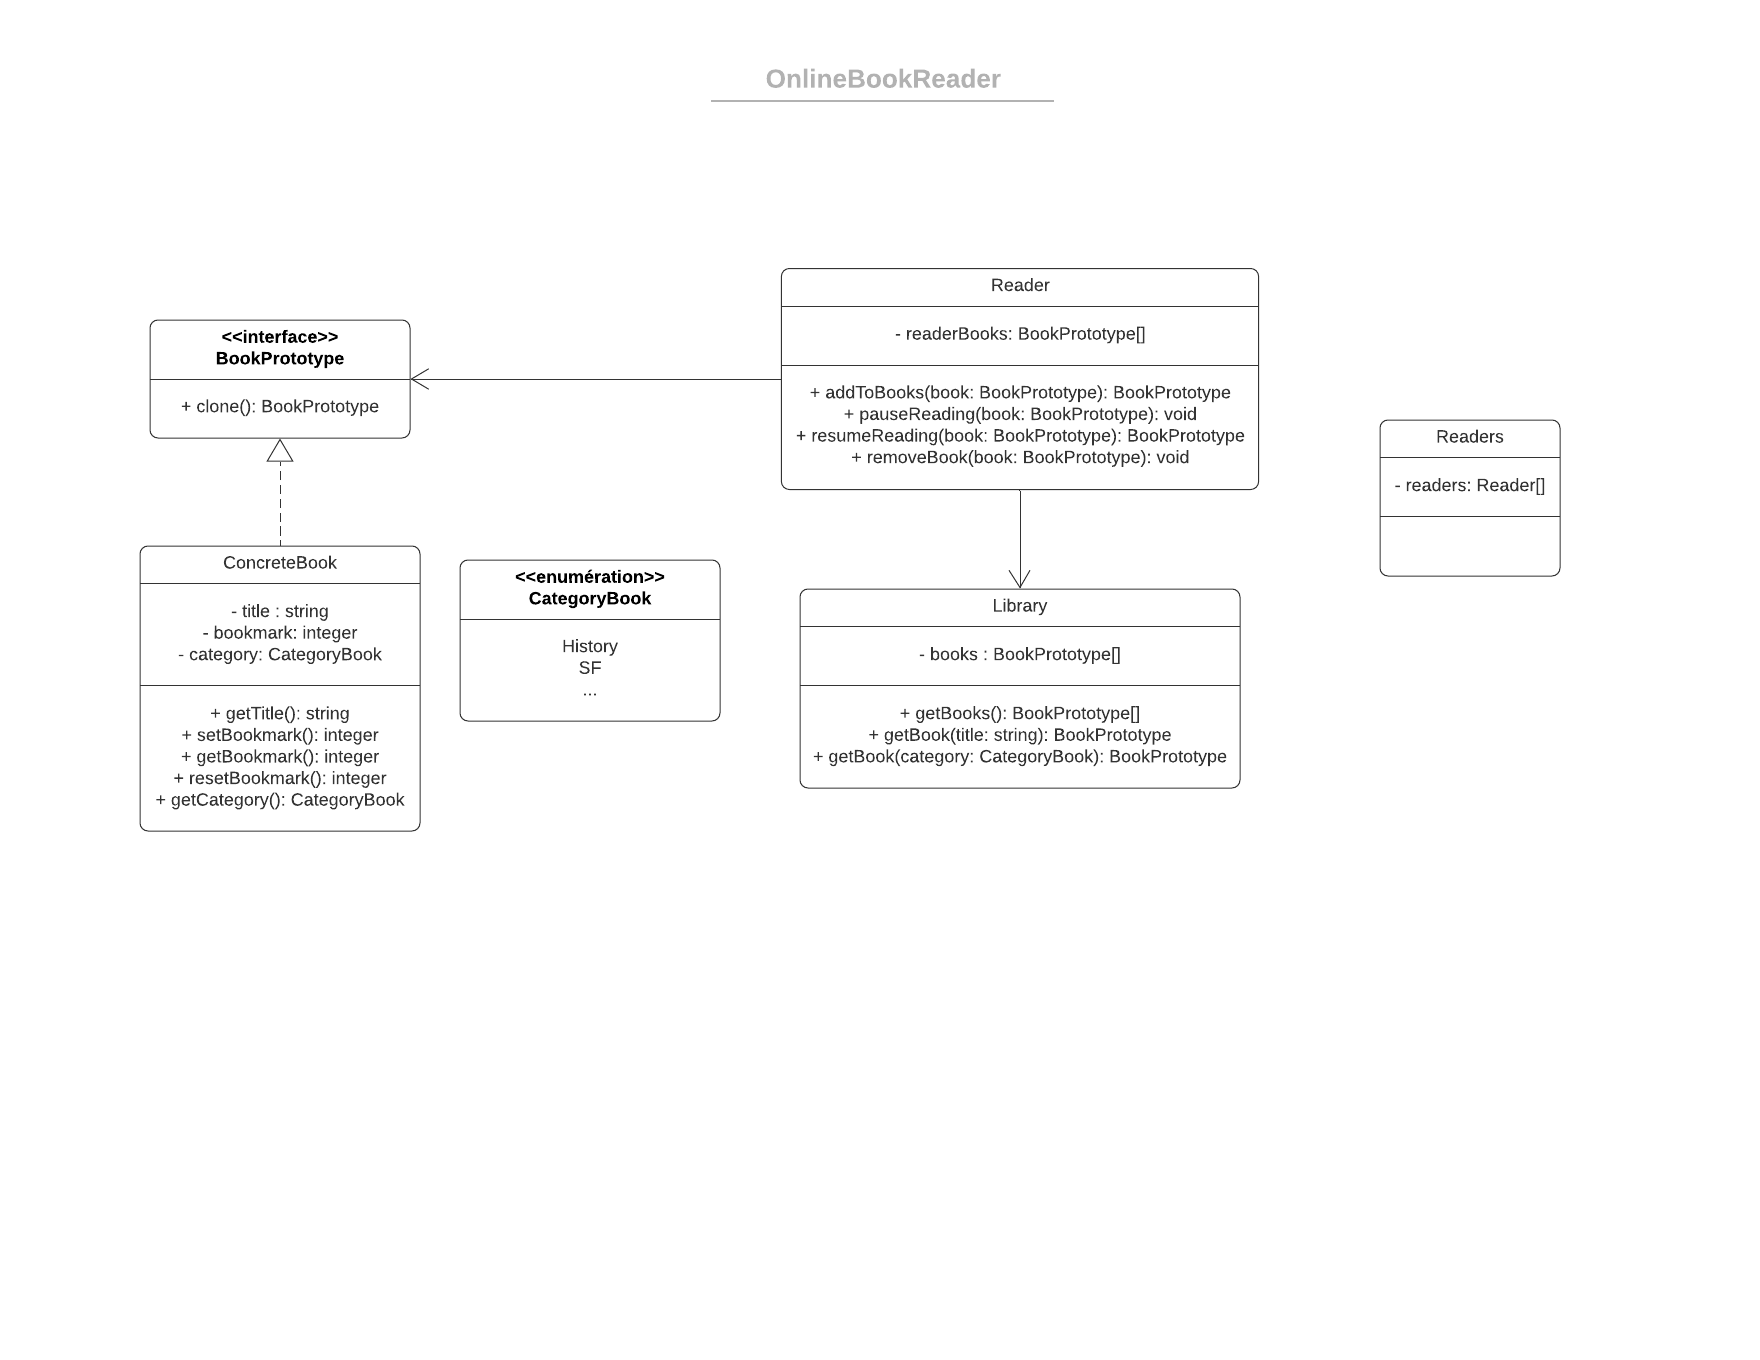 OnlineBookReader
<<interface>>
BookPrototype
+ clone(): BookPrototype
Reader
- readerBooks: BookPrototype[]
+ addToBooks(book: BookPrototype): BookPrototype
+ pauseReading(book: BookPrototype): void
+ resumeReading(book: BookPrototype): BookPrototype
+ removeBook(book: BookPrototype): void
Readers
- readers: Reader[]
ConcreteBook
- title : string
- bookmark: integer
- category: CategoryBook
+ getTitle(): string
+ setBookmark(): integer
+ getBookmark(): integer
+ resetBookmark(): integer
+ getCategory(): CategoryBook
<<enumération>>
CategoryBook
History
SF
...
Library
- books : BookPrototype[]
+ getBooks(): BookPrototype[]
+ getBook(title: string): BookPrototype
+ getBook(category: CategoryBook): BookPrototype